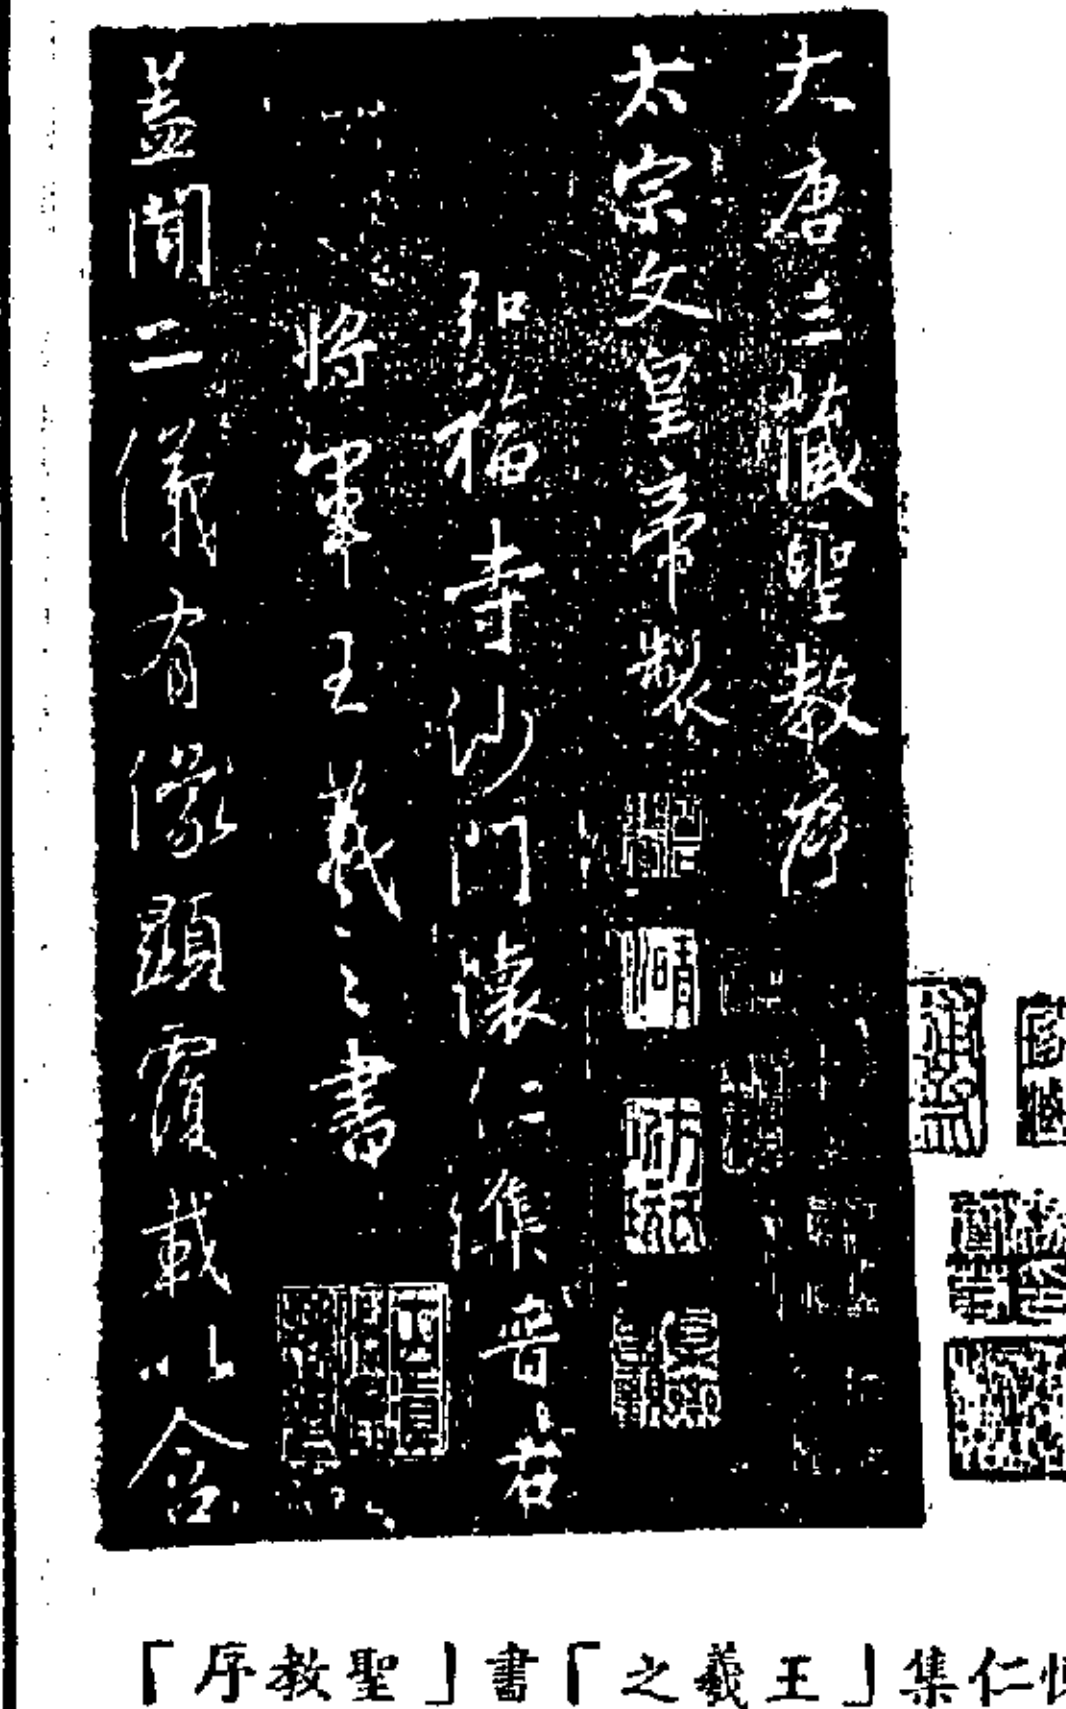 大唐三藏聖教序
太宗文皇帝製
弘福寺沙門懷仁集晉右
將軍王羲之書
蓋聞二儀有像顯覆載以含
仁集「王羲之」書「聖教序」